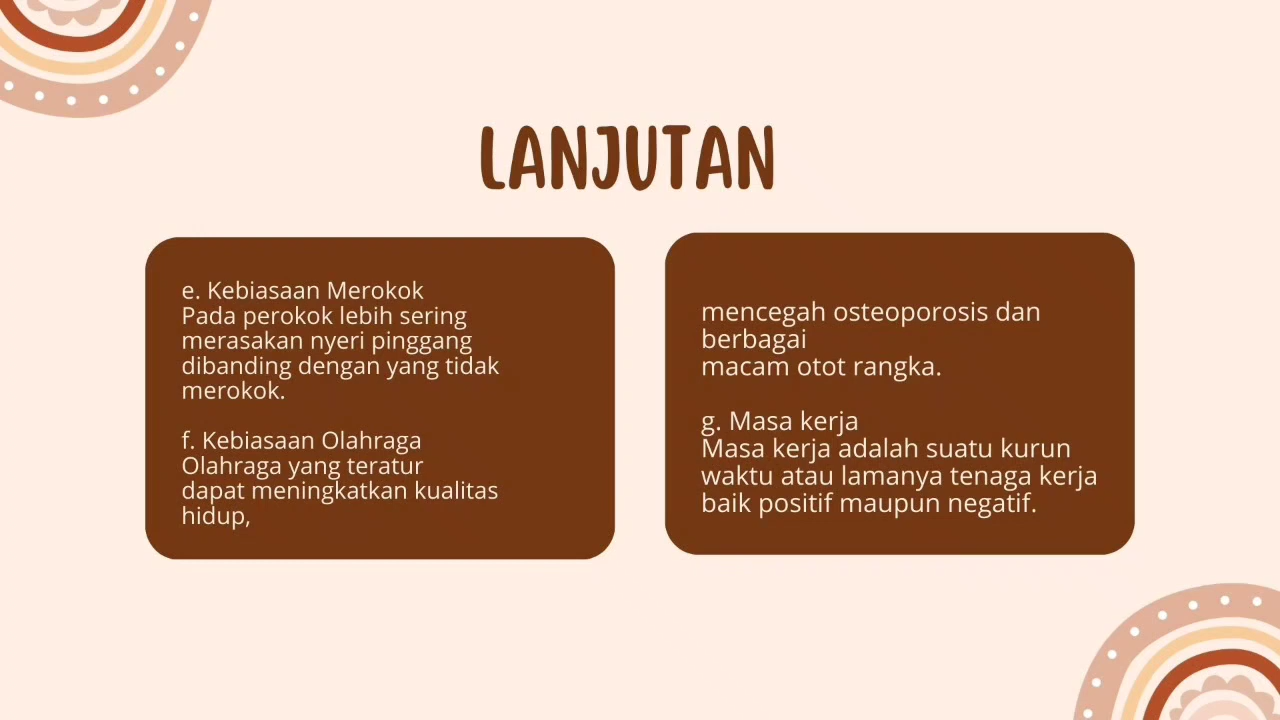 LANJUTAN
e. Kebiasaan Merokok
Pada perokok lebih sering
merasakan nyeri pinggang
dibanding dengan yang tidak
merokok.
f. Kebiasaan Olahraga
Olahraga yang teratur
dapat meningkatkan kualitas
hidup,
mencegah osteoporosis dan
berbagai
macam otot rangka.
g. Masa kerja
Masa kerja adalah suatu kurun
waktu atau lamanya tenaga kerja
baik positif maupun negatif.